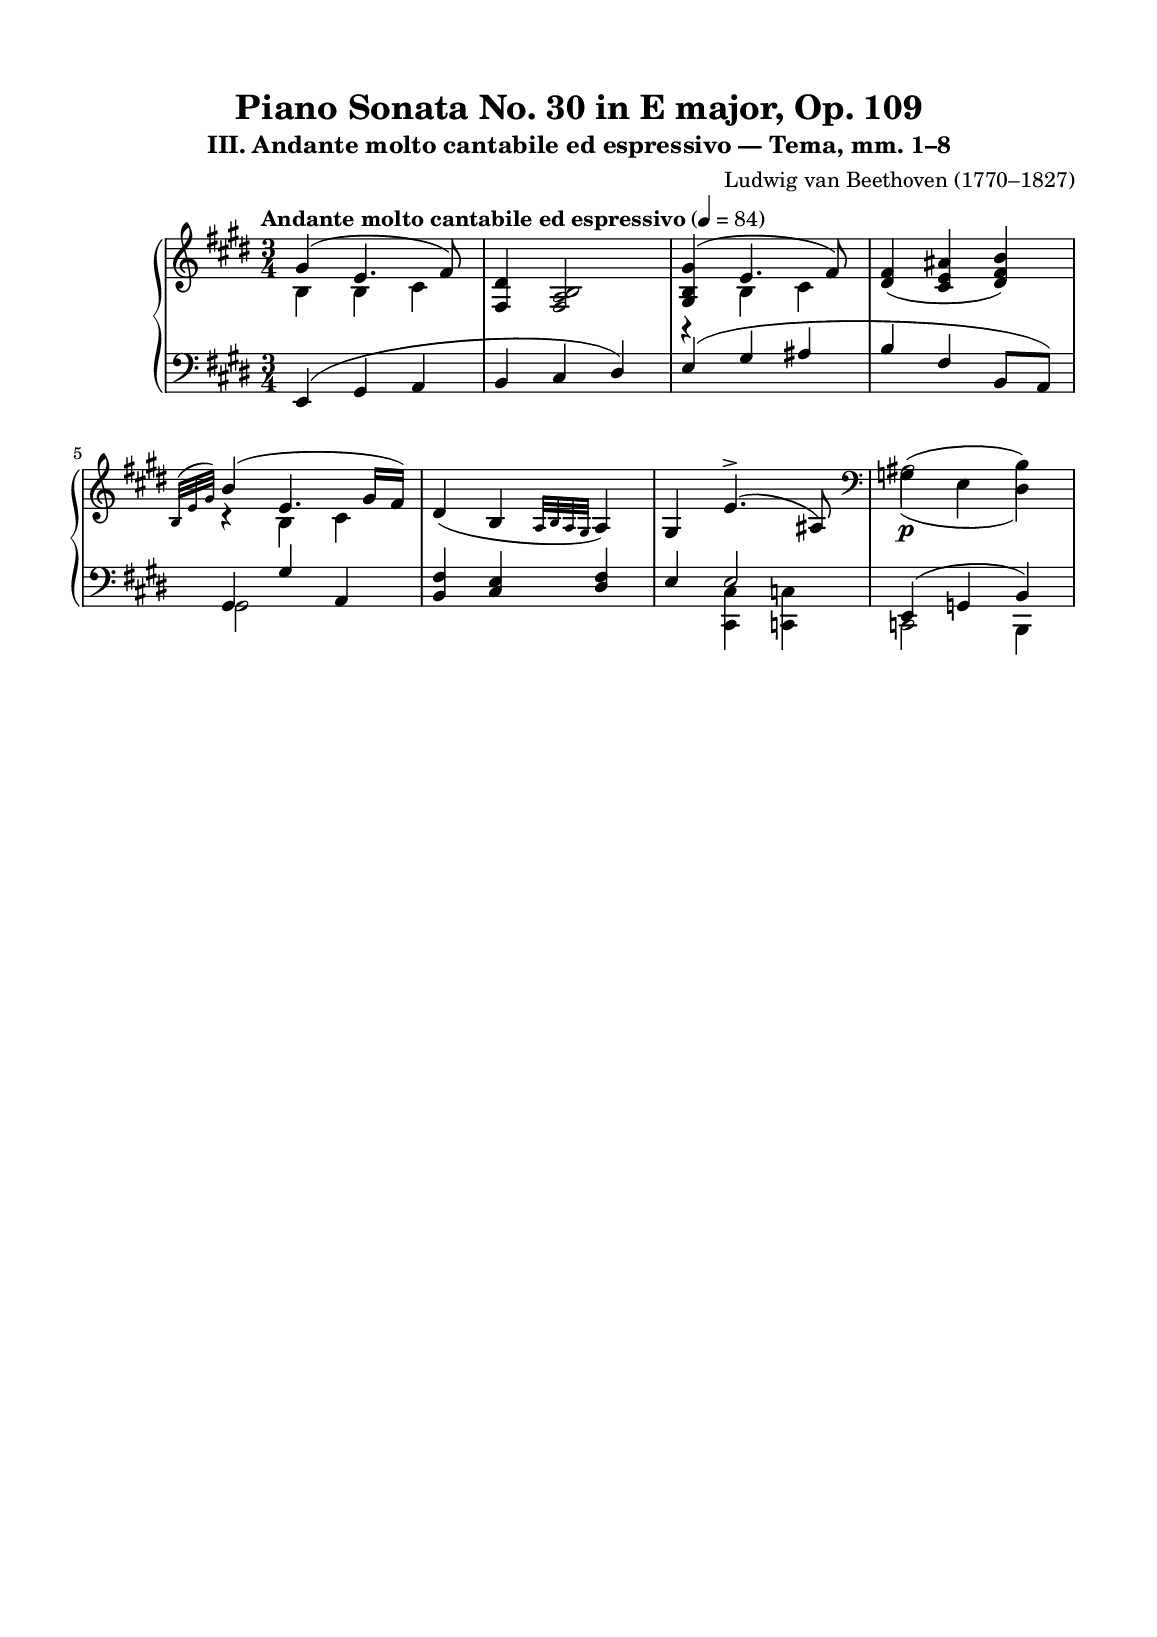 Piano Sonata No. 30 in E major, Op. 109
III. Andante molto cantabile ed espressivo — Tema, mm. 1–8
Ludwig van Beethoven (1770–1827)
Andante molto cantabile ed espressivo (♩ = 84)
3
4
3
4
5
p